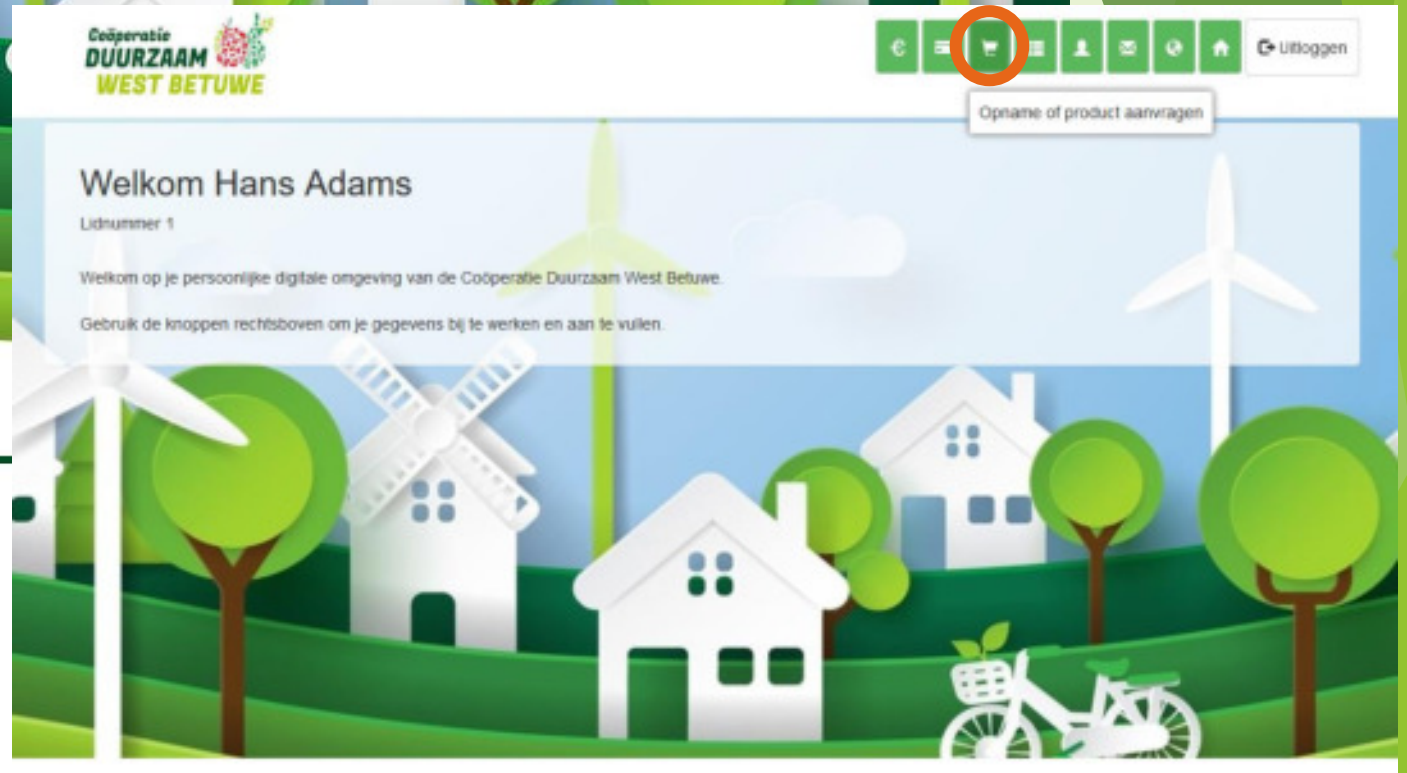 Coöperatie
DUURZAAM
WEST BETUWE
€
Uitloggen
Opname of product aanvragen
Welkom Hans Adams
Lidnummer 1
Welkom op je persoonlijke digitale omgeving van de Coöperatie Duurzaam West Betuwe.
Gebruik de knoppen rechtsboven om je gegevens bij te werken en aan te vullen.